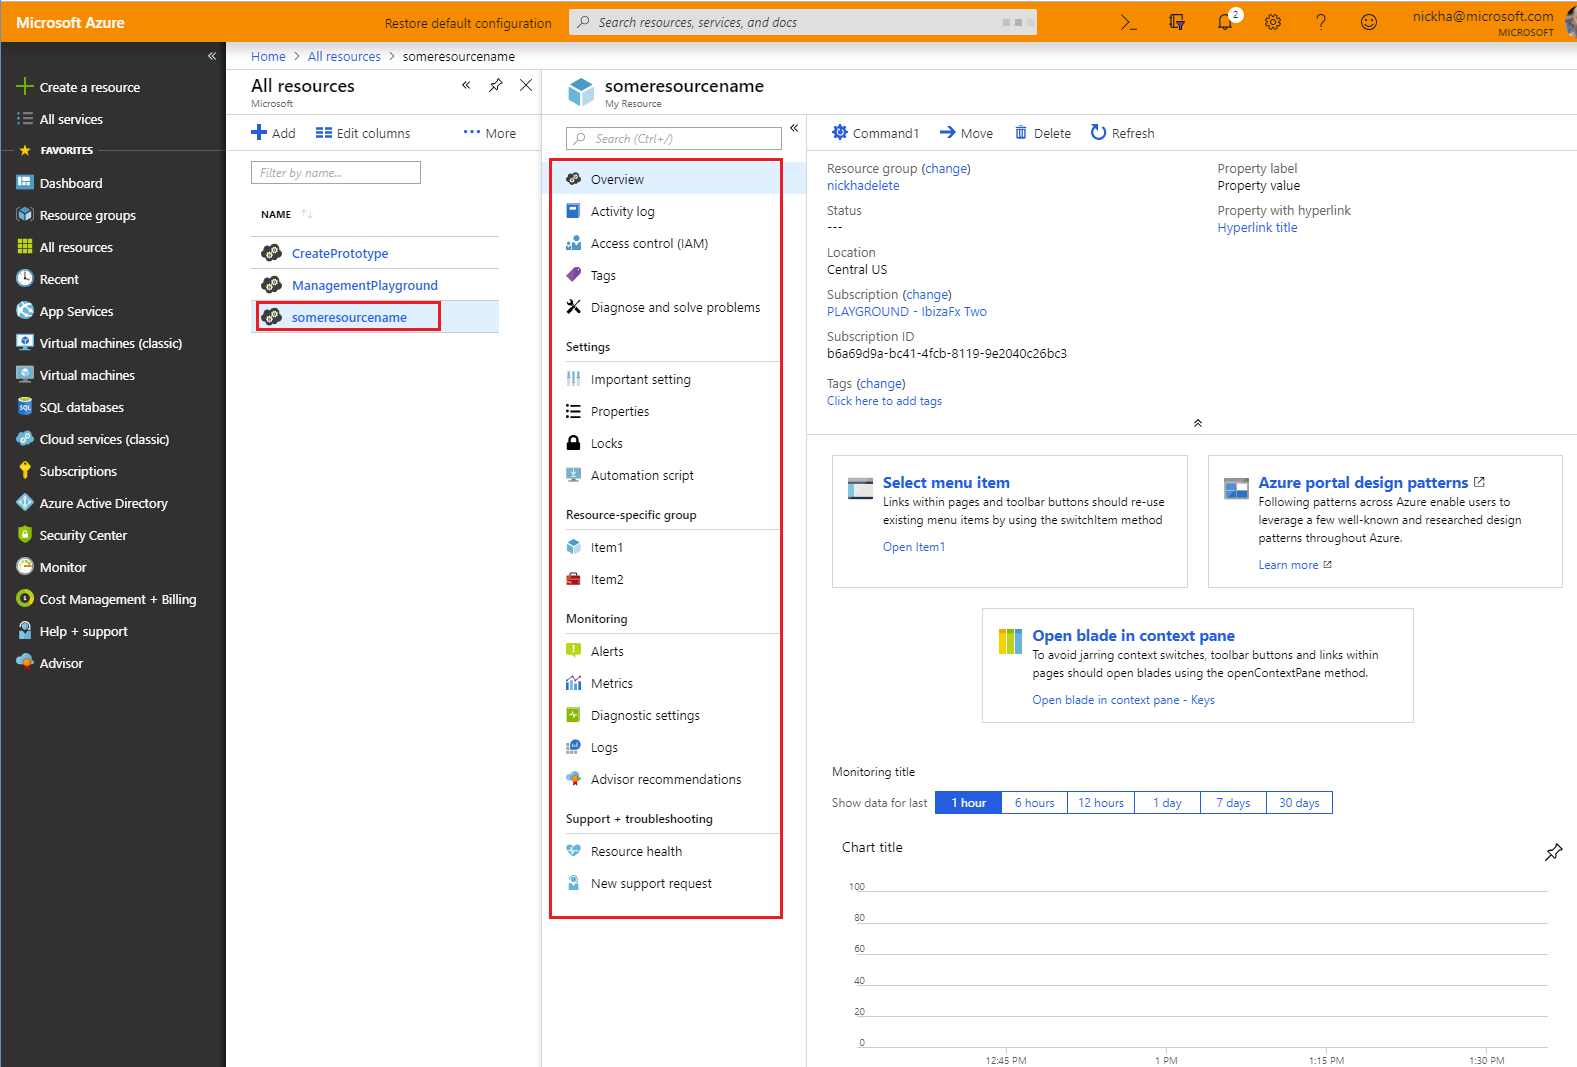 Microsoft Azure
Restore default configuration
Search resources, services, and docs
2
nickha@microsoft.com
MICROSOFT
Create a resource
All services
FAVORITES
Dashboard
Resource groups
All resources
Recent
App Services
Virtual machines (classic)
Virtual machines
SQL databases
Cloud services (classic)
Subscriptions
Azure Active Directory
Security Center
Monitor
Cost Management + Billing
Help + support
Advisor
Home > All resources > someresourcename
All resources
Microsoft
Add
Edit columns
More
Filter by name...
NAME
CreatePrototype
ManagementPlayground
someresourcename
someresourcename
My Resource
Search (Ctrl+/)
Overview
Activity log
Access control (IAM)
Tags
Diagnose and solve problems
Settings
Important setting
Properties
Locks
Automation script
Resource-specific group
Item1
Item2
Monitoring
Alerts
Metrics
Diagnostic settings
Logs
Advisor recommendations
Support + troubleshooting
Resource health
New support request
Command1
Move
Delete
Refresh
Resource group (change)
nickhadelete
Status
---
Location
Central US
Subscription (change)
PLAYGROUND - IbizaFx Two
Subscription ID
b6a69d9a-bc41-4fcb-8119-9e2040c26bc3
Tags (change)
Click here to add tags
Property label
Property value
Property with hyperlink
Hyperlink title
Select menu item
Links within pages and toolbar buttons should re-use
existing menu items by using the switchItem method
Open Item1
Azure portal design patterns
Following patterns across Azure enable users to
leverage a few well-known and researched design
patterns throughout Azure.
Learn more
Open blade in context pane
To avoid jarring context switches, toolbar buttons and links within
pages should open blades using the openContextPane method.
Open blade in context pane - Keys
Monitoring title
Show data for last
1 hour
6 hours
12 hours
1 day
7 days
30 days
Chart title
100
80
60
40
20
0
12:45 PM
1 PM
1:15 PM
1:30 PM